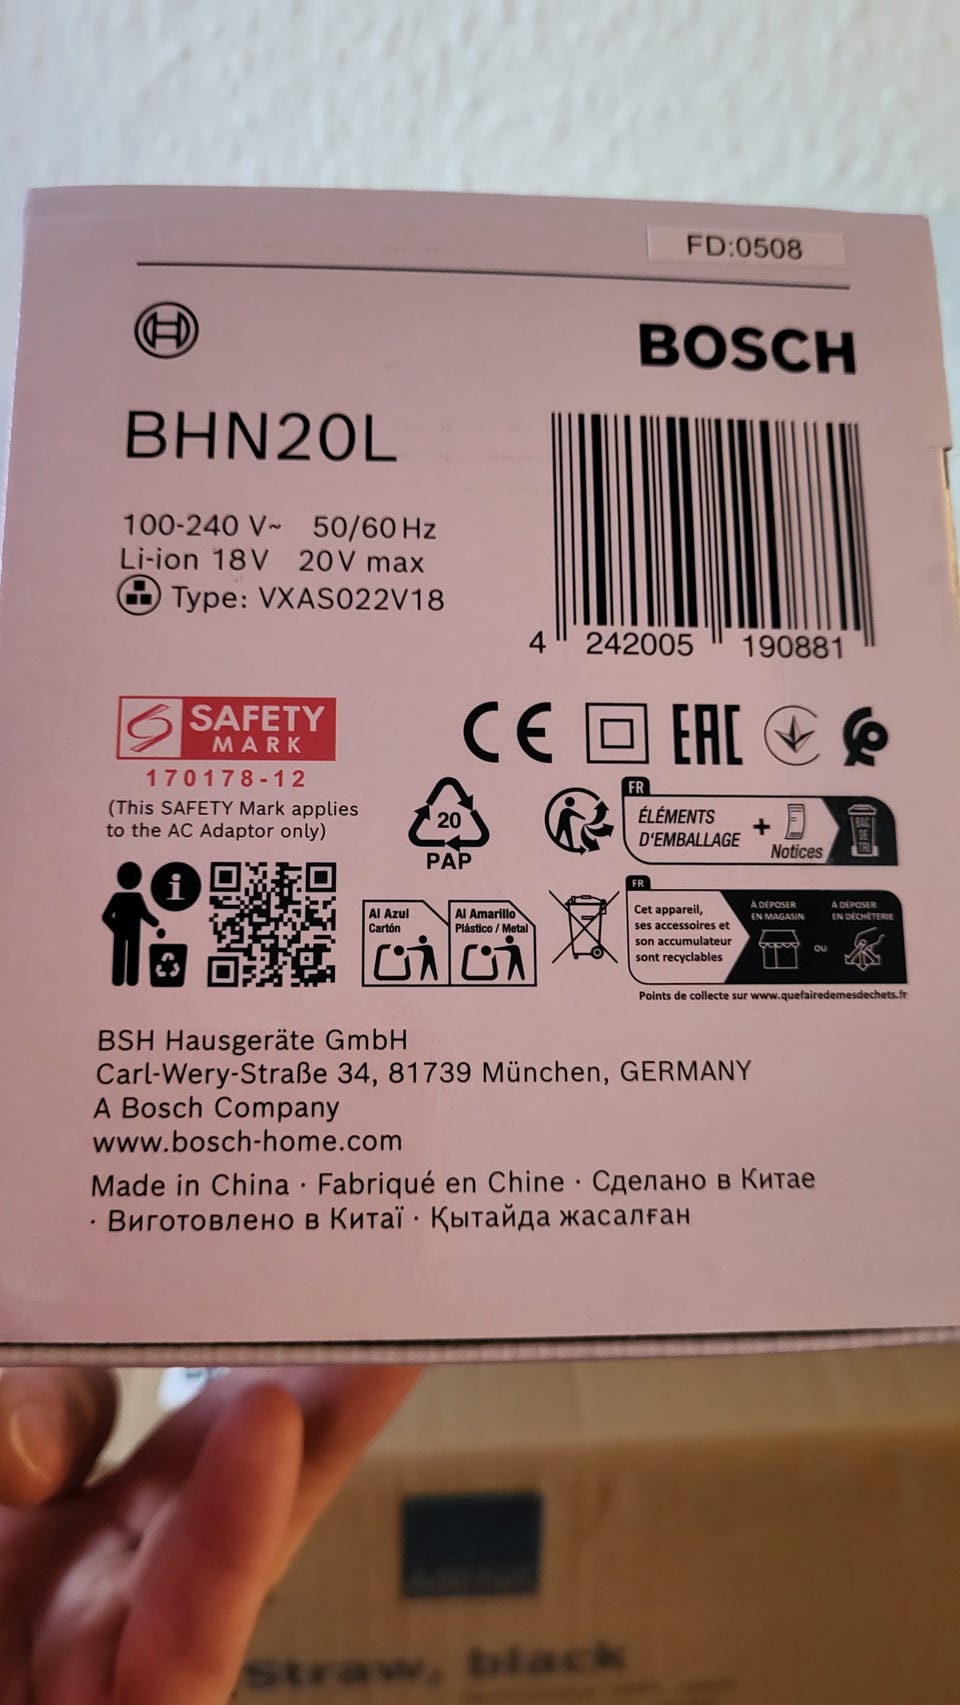 FD:0508
BOSCH
BHN20L
100-240 V~ 50/60 Hz
Li-ion 18V 20V max
Type: VXAS022V18
4 242005 190881
SAFETY
MARK
170178-12
(This SAFETY Mark applies
to the AC Adaptor only)
CE
EAC
20
PAP
FR
ÉLÉMENTS
D'EMBALLAGE
+
Notices
BAC
DE
TRI
i
Al Azul
Cartón
Al Amarillo
Plástico / Metal
FR
Cet appareil,
ses accessoires et
son accumulateur
sont recyclables
À DÉPOSER
EN MAGASIN
OU
À DÉPOSER
EN DÉCHÈTERIE
Points de collecte sur www.quefairedemesdechets.fr
BSH Hausgeräte GmbH
Carl-Wery-Straße 34, 81739 München, GERMANY
A Bosch Company
www.bosch-home.com
Made in China · Fabriqué en Chine · Сделано в Китае
· Виготовлено в Китаї · Қытайда жасалған
Straw, black